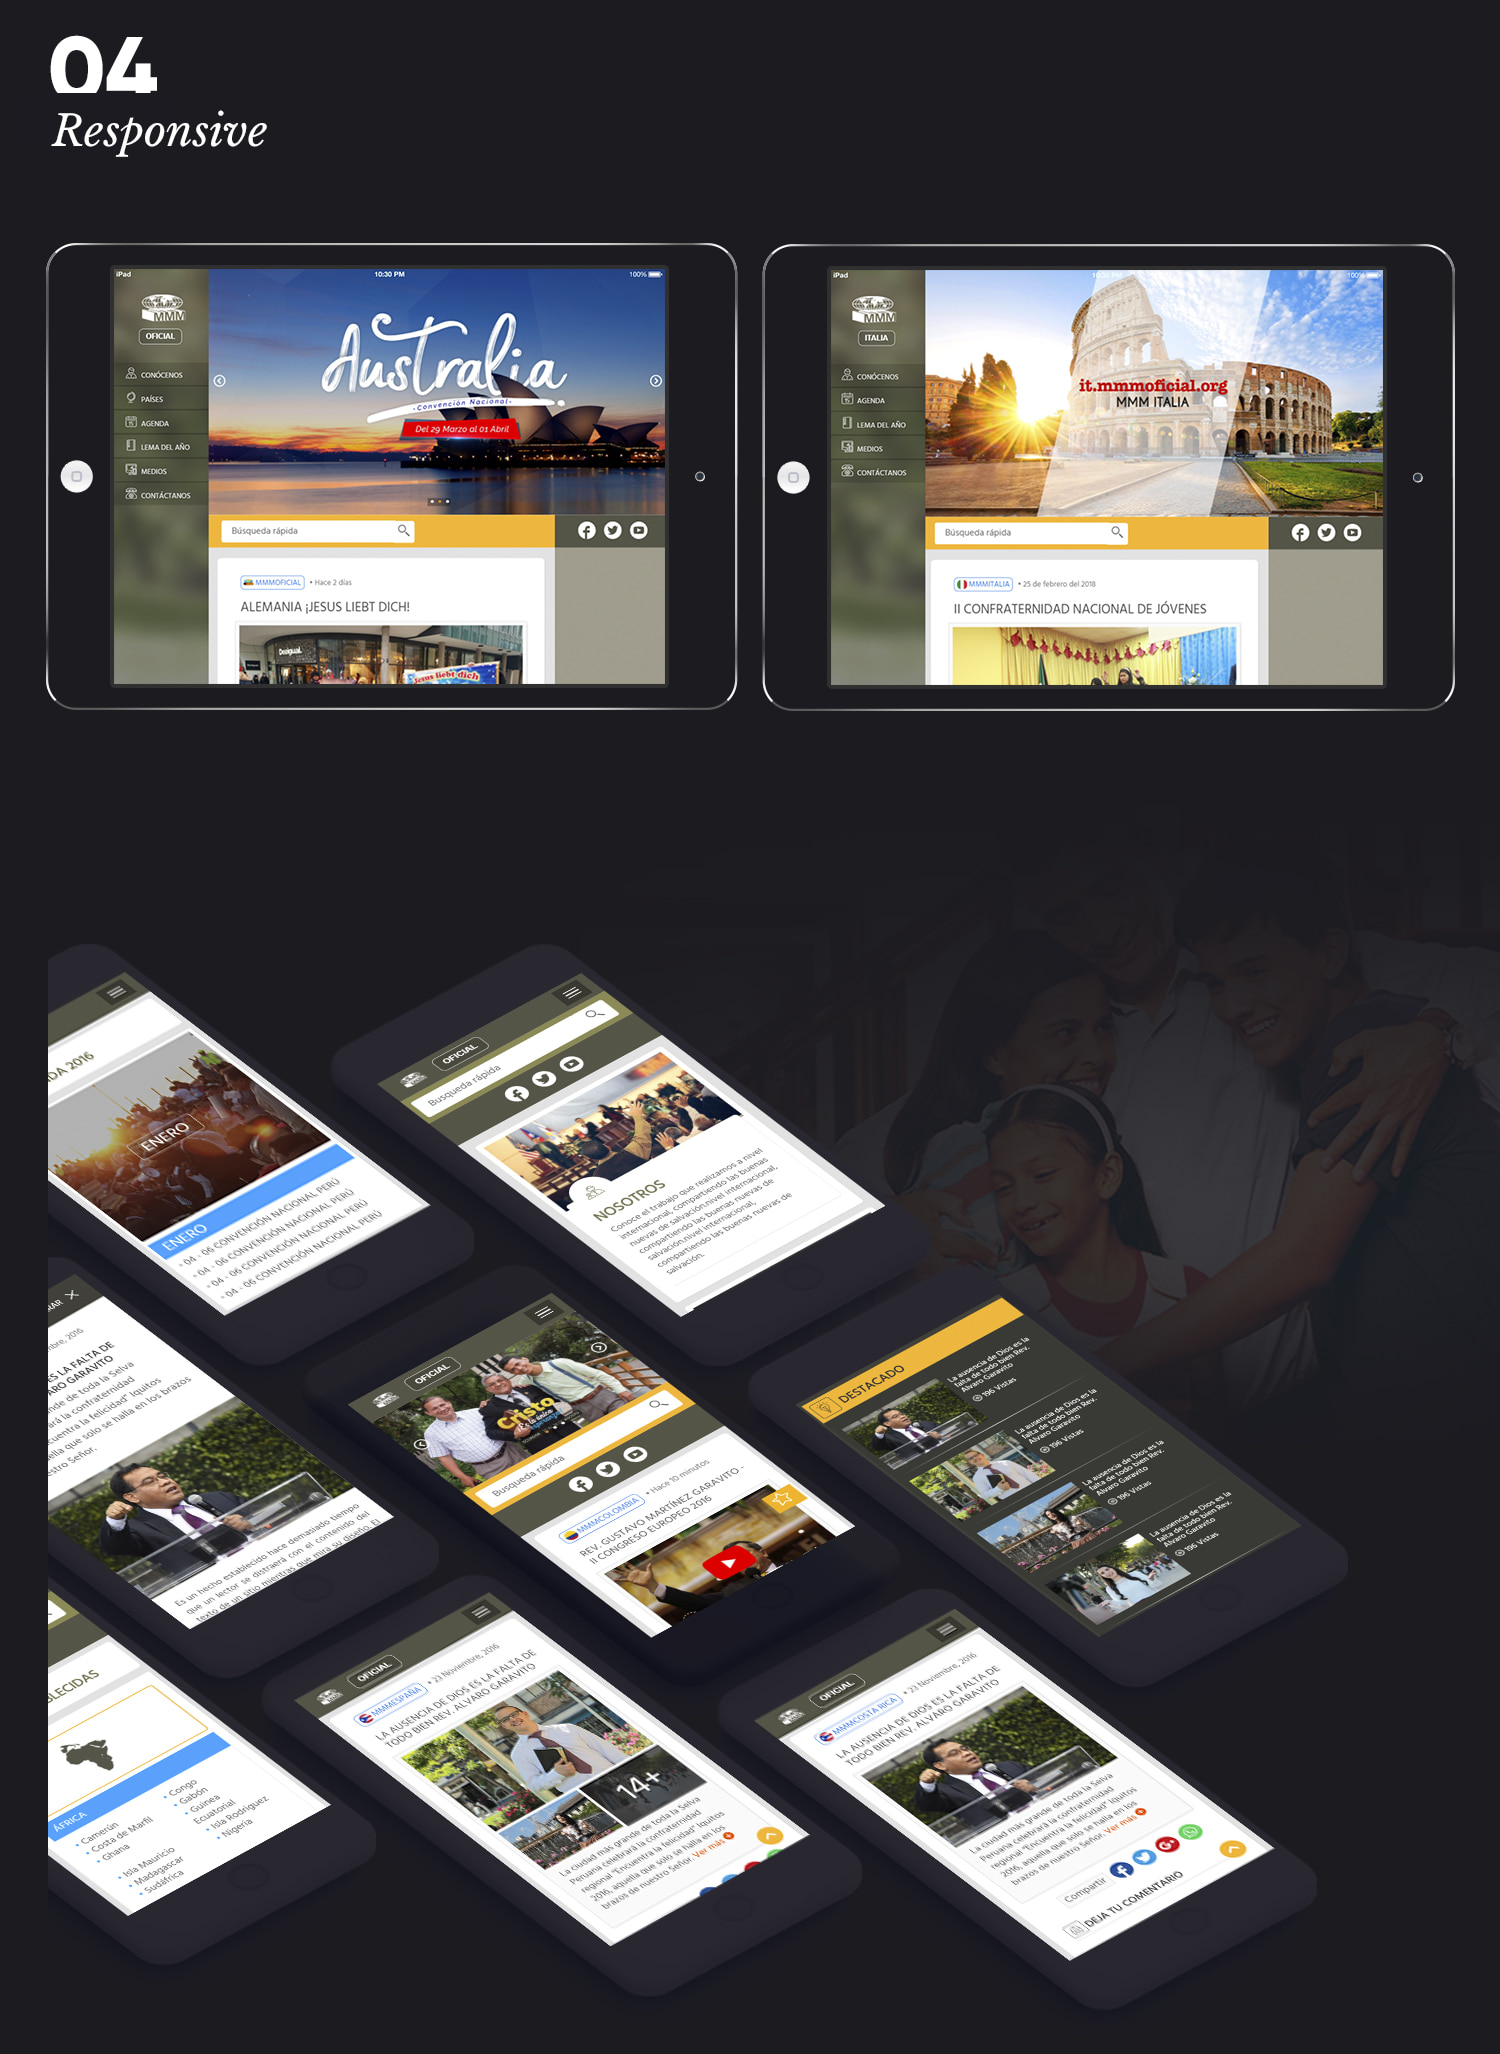 04
Responsive
iPad
10:30 PM
100%
MMM
OFICIAL
CONÓCENOS
PAÍSES
AGENDA
LEMA DEL AÑO
MEDIOS
CONTÁCTANOS
Australia
-Convención Nacional-
Del 29 Marzo al 01 Abril
Búsqueda rápida
MMMOFICIAL • Hace 2 días
ALEMANIA ¡JESUS LIEBT DICH!
Desigual.
Jesus liebt dich
iPad
10:30 PM
100%
MMM
ITALIA
CONÓCENOS
AGENDA
LEMA DEL AÑO
MEDIOS
CONTÁCTANOS
it.mmmoficial.org
MMM ITALIA
Búsqueda rápida
MMMITALIA • 25 de febrero del 2018
II CONFRATERNIDAD NACIONAL DE JÓVENES
DA 2016
ENERO
ENERO
• 04 - 06 CONVENCIÓN NACIONAL PERÚ
• 04 - 06 CONVENCIÓN NACIONAL PERÚ
• 04 - 06 CONVENCIÓN NACIONAL PERÚ
• 04 - 06 CONVENCIÓN NACIONAL PERÚ
OFICIAL
Busqueda rápida
NOSOTROS
Conoce el trabajo que realizamos a nivel
internacional, compartiendo las buenas
nuevas de salvación.nivel internacional,
compartiendo las buenas nuevas de
salvación.nivel internacional,
compartiendo las buenas nuevas de
salvación.
RAR
mbre, 2016
ES LA FALTA DE
ARO GARAVITO
nde de toda la Selva
ará la confraternidad
cuentra la felicidad" Iquitos
ella que solo se halla en los brazos
estro Señor.
Es un hecho establecido hace demasiado tiempo
que un lector se distraerá con el contenido del
texto de un sitio mientras que mira su diseño. El
OFICIAL
Cristo
Es la única
esperanza
Busqueda rápida
MMMCOLOMBIA • Hace 10 minutos
REV. GUSTAVO MARTÍNEZ GARAVITO -
II CONGRESO EUROPEO 2016
DESTACADO
La ausencia de Dios es la
falta de todo bien Rev.
Alvaro Garavito
196 Vistas
La ausencia de Dios es la
falta de todo bien Rev.
Alvaro Garavito
196 Vistas
La ausencia de Dios es la
falta de todo bien Rev.
Alvaro Garavito
196 Vistas
La ausencia de Dios es la
falta de todo bien Rev.
Alvaro Garavito
196 Vistas
BLECIDAS
ÁFRICA
• Camerún
• Costa de Marfil
• Ghana
• Isla Mauricio
• Madagascar
• Sudáfrica
• Congo
• Gabón
• Guinea
Ecuatorial
• Isla Rodriguez
• Nigeria
OFICIAL
MMMESPAÑA • 23 Noviembre, 2016
LA AUSENCIA DE DIOS ES LA FALTA DE
TODO BIEN REV. ALVARO GARAVITO
14+
La ciudad más grande de toda la Selva
Peruana celebrará la confraternidad
regional "Encuentra la felicidad" Iquitos
2016, aquella que solo se halla en los
brazos de nuestro Señor. Ver más
OFICIAL
MMMCOSTA RICA • 23 Noviembre, 2016
LA AUSENCIA DE DIOS ES LA FALTA DE
TODO BIEN REV. ALVARO GARAVITO
La ciudad más grande de toda la Selva
Peruana celebrará la confraternidad
regional "Encuentra la felicidad" Iquitos
2016, aquella que solo se halla en los
brazos de nuestro Señor. Ver más
Compartir
G+
DEJA TU COMENTARIO